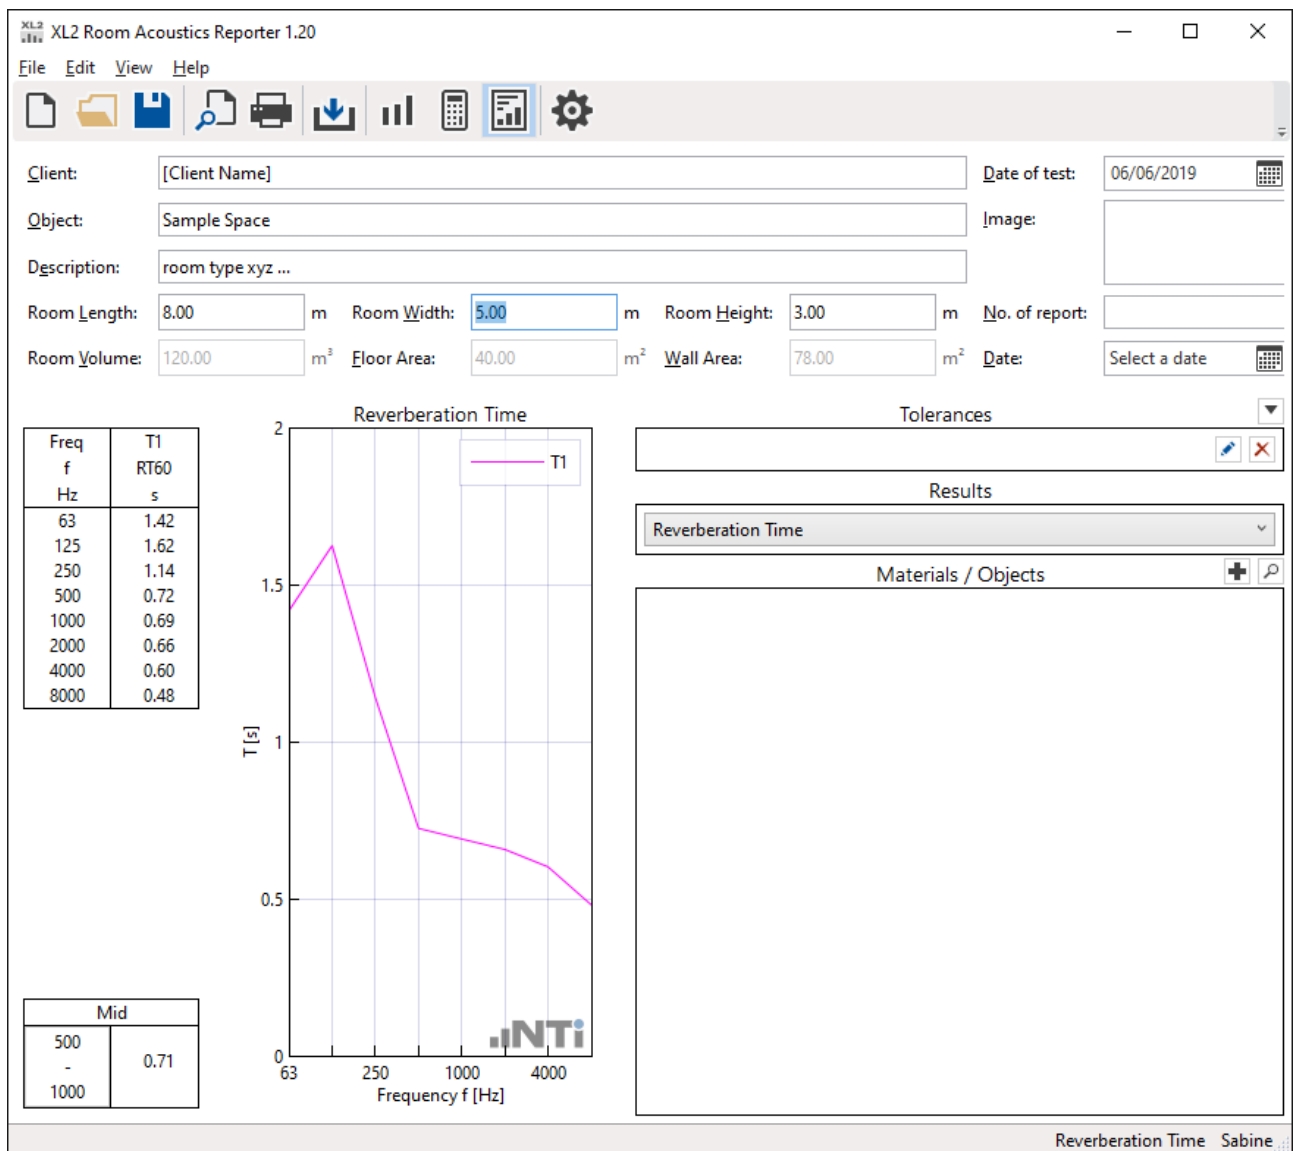 XL2 XL2 Room Acoustics Reporter 1.20
File Edit View Help
Client: [Client Name] Date of test: 06/06/2019
Object: Sample Space Image:
Description: room type xyz ...
Room Length: 8.00 m Room Width: 5.00 m Room Height: 3.00 m No. of report:
Room Volume: 120.00 m³ Floor Area: 40.00 m² Wall Area: 78.00 m² Date: Select a date
Freq T1
f RT60
Hz s
63 1.42
125 1.62
250 1.14
500 0.72
1000 0.69
2000 0.66
4000 0.60
8000 0.48
Mid
500
-
1000
0.71
Reverberation Time
T1
2
1.5
1
0.5
0
T [s]
63 250 1000 4000
Frequency f [Hz]
NTi
Tolerances
Results
Reverberation Time
Materials / Objects
Reverberation Time Sabine